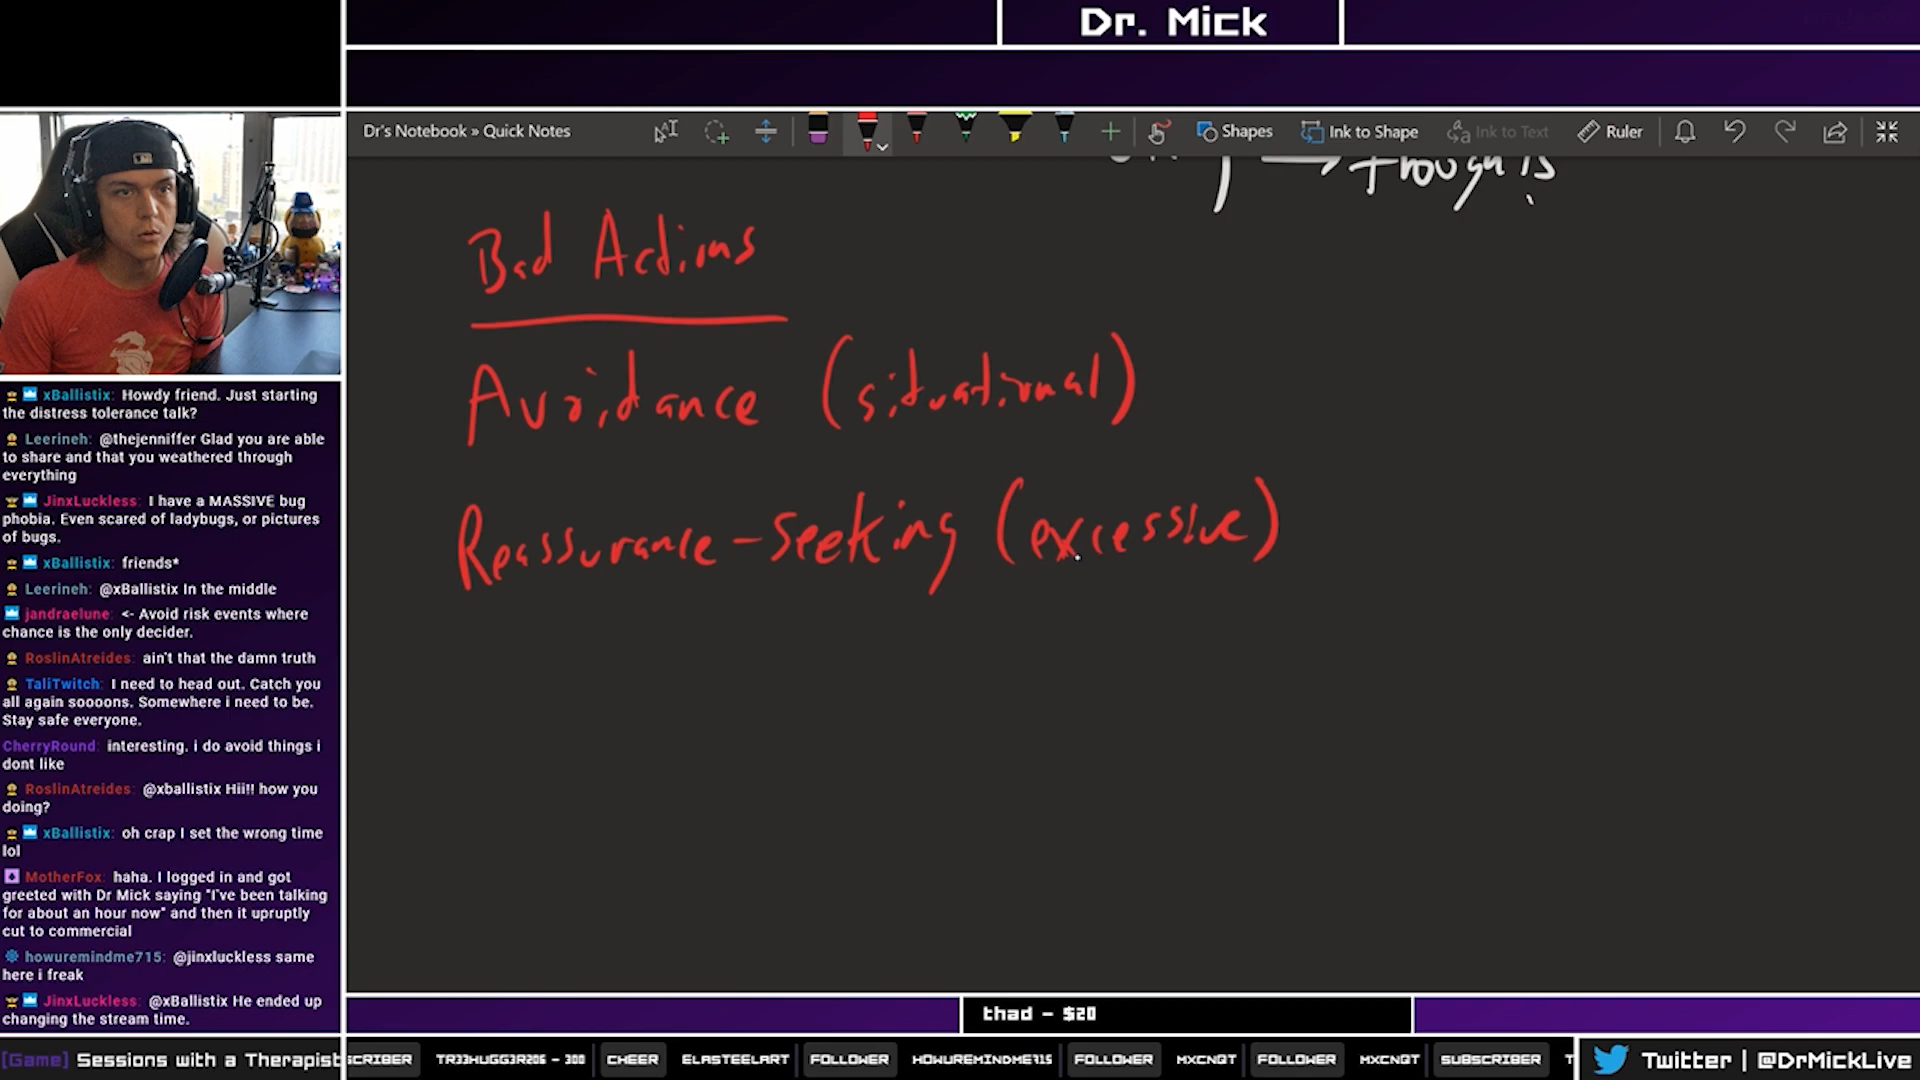 Dr. Mick
Dr's Notebook » Quick Notes
Shapes
Ink to Shape
Ink to Text
Ruler
thoughts
Bad Actions
Avoidance (situational)
Reassurance-seeking (excessive)
xBallistix: Howdy friend. Just starting
the distress tolerance talk?
Leerineh: @thejenniffer Glad you are able
to share and that you weathered through
everything
JinxLuckless: I have a MASSIVE bug
phobia. Even scared of ladybugs, or pictures
of bugs.
xBallistix: friends*
Leerineh: @xBallistix In the middle
jandraelune: <- Avoid risk events where
chance is the only decider.
RoslinAtreides: ain't that the damn truth
TaliTwitch: I need to head out. Catch you
all again soooons. Somewhere i need to be.
Stay safe everyone.
CherryRound: interesting. i do avoid things i
dont like
RoslinAtreides: @xballistix Hii!! how you
doing?
xBallistix: oh crap I set the wrong time
lol
MotherFox: haha. I logged in and got
greeted with Dr Mick saying "I've been talking
for about an hour now" and then it upruptly
cut to commercial
howuremindme715: @jinxluckless same
here i freak
JinxLuckless: @xBallistix He ended up
changing the stream time.
thad - $20
[Game] Sessions with a Therapist
SCRIBER TR33HUGG3R206 - 300 CHEER ELASTEELART FOLLOWER HOWUREMINDME715 FOLLOWER MXCNQT FOLLOWER MXCNQT SUBSCRIBER T
Twitter | @DrMickLive